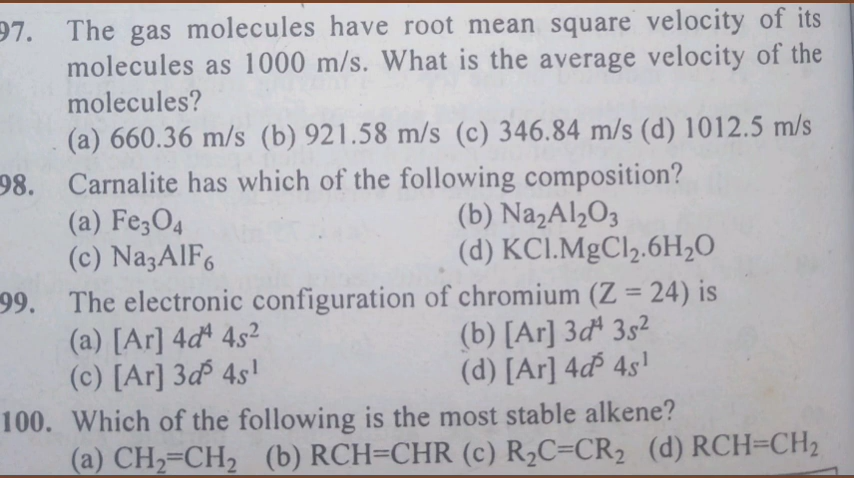 97. The gas molecules have root mean square velocity of its
molecules as 1000 m/s. What is the average velocity of the
molecules?
(a) 660.36 m/s (b) 921.58 m/s (c) 346.84 m/s (d) 1012.5 m/s
98. Carnalite has which of the following composition?
(a) Fe₃O₄ (b) Na₂Al₂O₃
(c) Na₃AlF₆ (d) KCl.MgCl₂.6H₂O
99. The electronic configuration of chromium (Z = 24) is
(a) [Ar] 4d⁴ 4s² (b) [Ar] 3d⁴ 3s²
(c) [Ar] 3d⁵ 4s¹ (d) [Ar] 4d⁵ 4s¹
100. Which of the following is the most stable alkene?
(a) CH₂=CH₂ (b) RCH=CHR (c) R₂C=CR₂ (d) RCH=CH₂